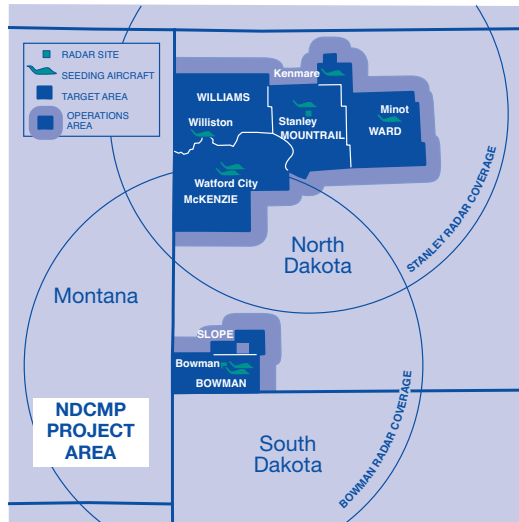 RADAR SITE
SEEDING AIRCRAFT
TARGET AREA
OPERATIONS
AREA
Kenmare
WILLIAMS
Minot
Williston
Stanley
WARD
MOUNTRAIL
Watford City
McKENZIE
North
Dakota
STANLEY RADAR COVERAGE
Montana
SLOPE
Bowman
BOWMAN
NDCMP
PROJECT
AREA
South
Dakota
BOWMAN RADAR COVERAGE